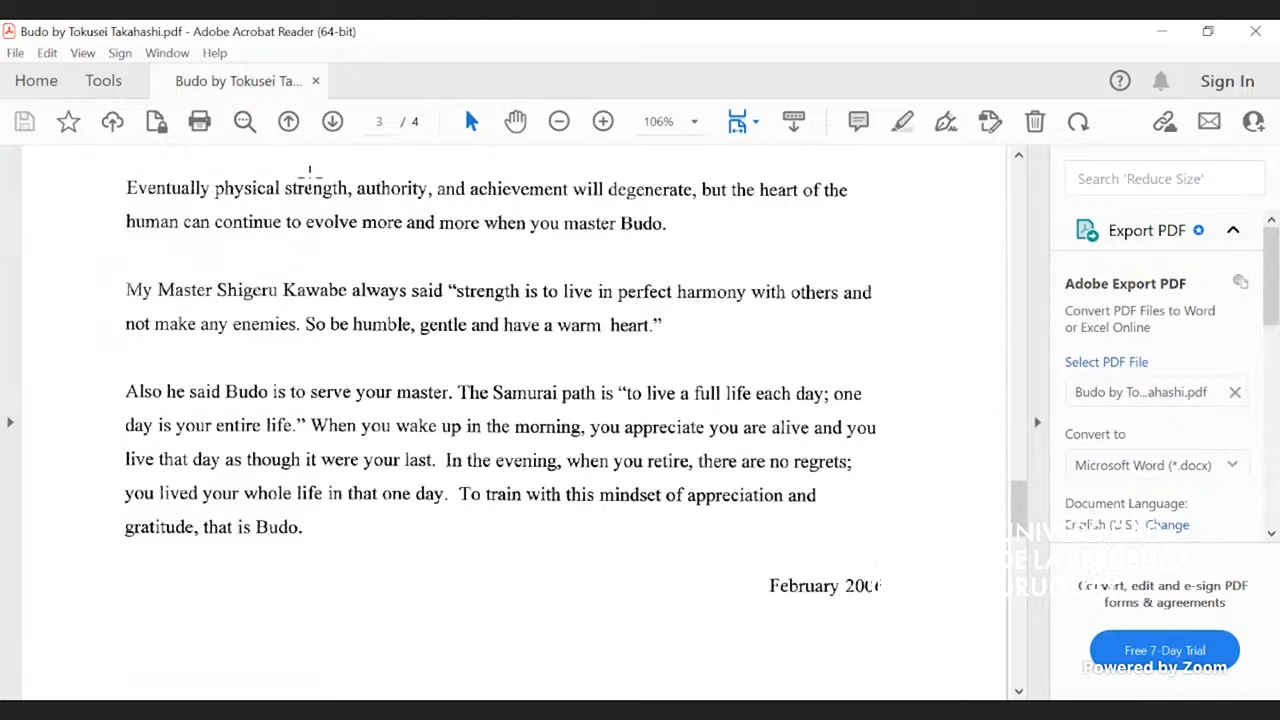 Budo by Tokusei Takahashi.pdf - Adobe Acrobat Reader (64-bit)
File Edit View Sign Window Help
Home Tools Budo by Tokusei Ta... × Sign In
3 / 4 106%
Eventually physical strength, authority, and achievement will degenerate, but the heart of the
human can continue to evolve more and more when you master Budo.
My Master Shigeru Kawabe always said “strength is to live in perfect harmony with others and
not make any enemies. So be humble, gentle and have a warm heart.”
Also he said Budo is to serve your master. The Samurai path is “to live a full life each day; one
day is your entire life.” When you wake up in the morning, you appreciate you are alive and you
live that day as though it were your last. In the evening, when you retire, there are no regrets;
you lived your whole life in that one day. To train with this mindset of appreciation and
gratitude, that is Budo.
February
Search 'Reduce Size'
Export PDF
Adobe Export PDF
Convert PDF Files to Word
or Excel Online
Select PDF File
Budo by To...ahashi.pdf
Convert to
Microsoft Word (*.docx)
Document Language:
English (U.S.) Change
DE LA REPÚBLICA
Convert, edit and e-sign PDF
forms & agreements
Free 7-Day Trial
Powered by Zoom